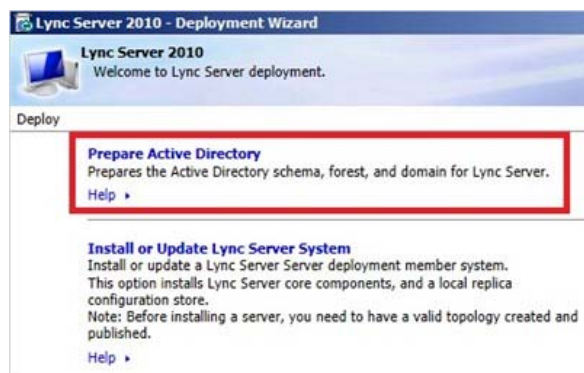 Lync Server 2010 - Deployment Wizard
Lync Server 2010
Welcome to Lync Server deployment.
Deploy
Prepare Active Directory
Prepares the Active Directory schema, forest, and domain for Lync Server.
Help
Install or Update Lync Server System
Install or update a Lync Server Server deployment member system.
This option installs Lync Server core components, and a local replica
configuration store.
Note: Before installing a server, you need to have a valid topology created and
published.
Help